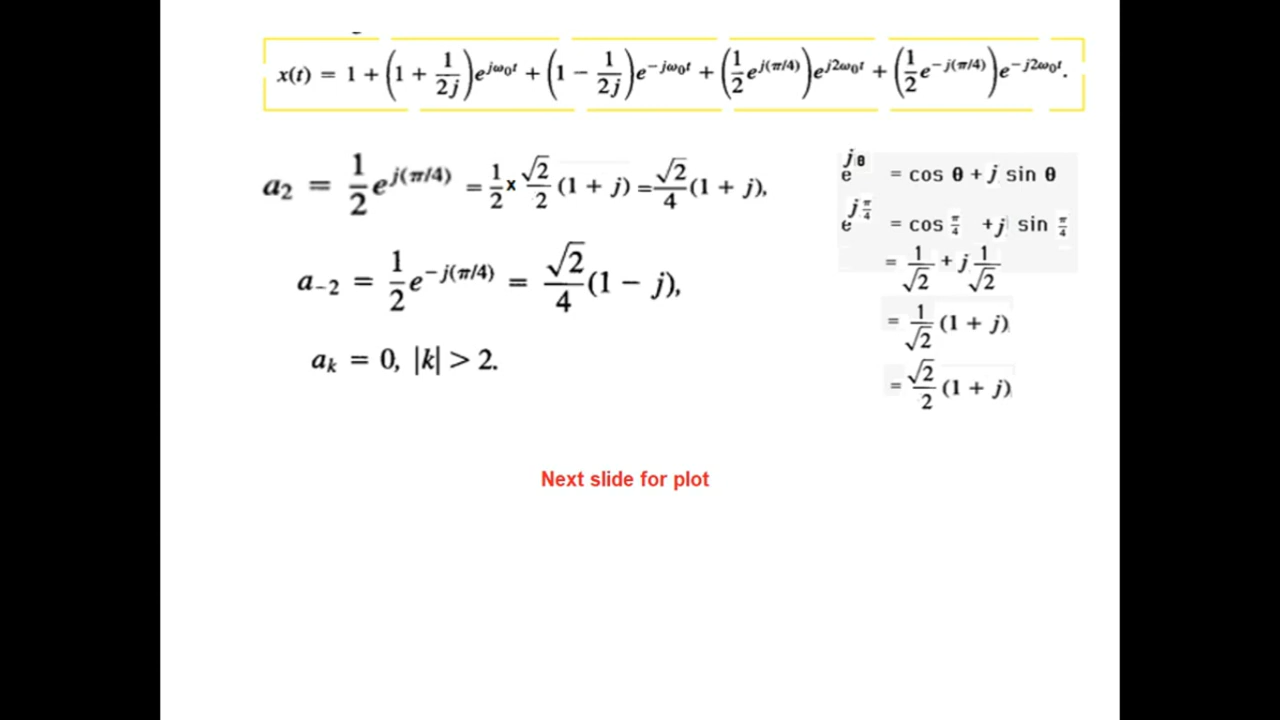 x(t) = 1 + (1 + 1/2j)e^{jω₀t} + (1 − 1/2j)e^{−jω₀t} + (1/2 e^{j(π/4)})e^{j2ω₀t} + (1/2 e^{−j(π/4)})e^{−j2ω₀t}.
a₂ = 1/2 e^{j(π/4)} = 1/2 x √2/2 (1 + j) = √2/4 (1 + j),
a₋₂ = 1/2 e^{−j(π/4)} = √2/4 (1 − j),
aₖ = 0, |k| > 2.
e^{jθ} = cos θ + j sin θ
e^{jπ/4} = cos π/4 + j sin π/4
= 1/√2 + j 1/√2
= 1/√2 (1 + j)
= √2/2 (1 + j)
Next slide for plot